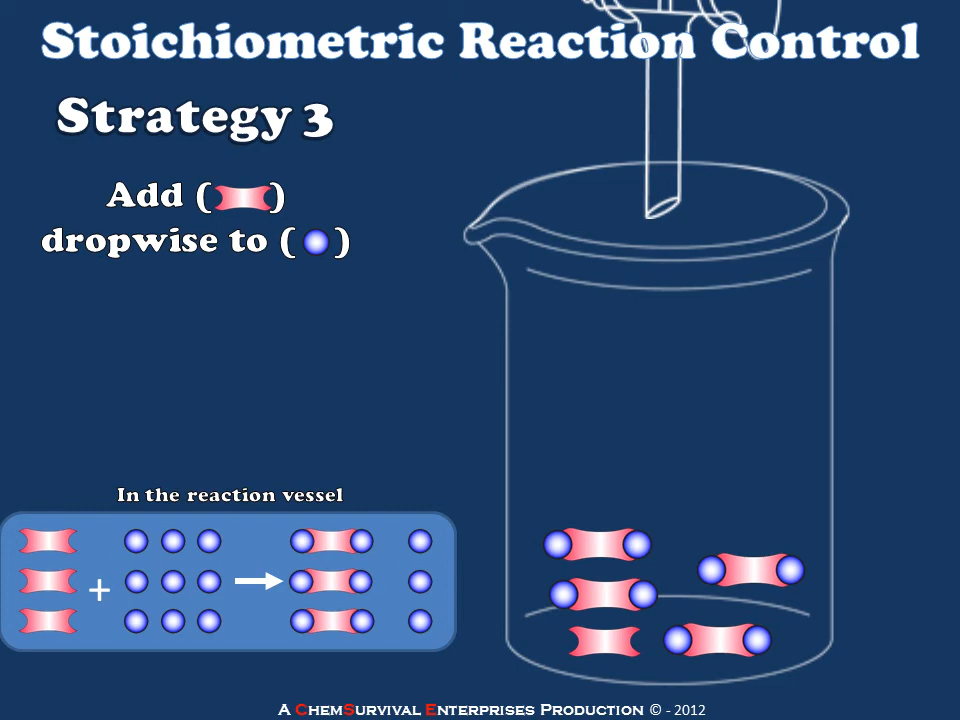 Stoichiometric Reaction Control
Strategy 3
Add ( )
dropwise to ( )
In the reaction vessel
+
A ChemSurvival Enterprises Production © - 2012